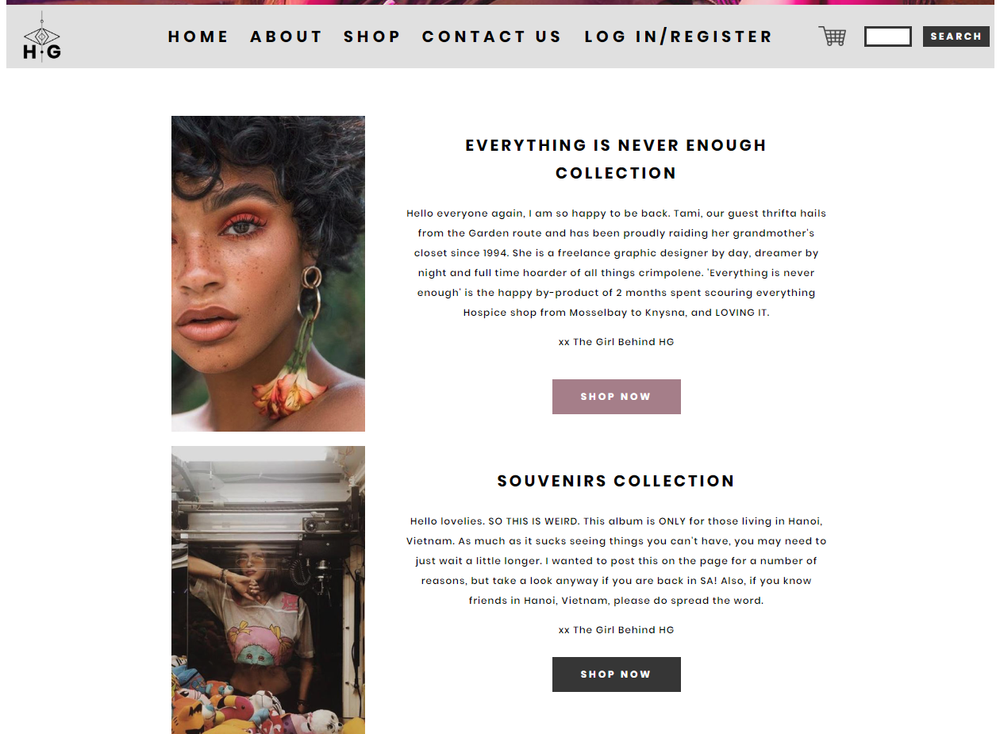 H·G
HOME ABOUT SHOP CONTACT US LOG IN/REGISTER SEARCH
EVERYTHING IS NEVER ENOUGH
COLLECTION
Hello everyone again, I am so happy to be back. Tami, our guest thrifta hails
from the Garden route and has been proudly raiding her grandmother's
closet since 1994. She is a freelance graphic designer by day, dreamer by
night and full time hoarder of all things crimpolene. 'Everything is never
enough' is the happy by-product of 2 months spent scouring everything
Hospice shop from Mosselbay to Knysna, and LOVING IT.
xx The Girl Behind HG
SHOP NOW
SOUVENIRS COLLECTION
Hello lovelies. SO THIS IS WEIRD. This album is ONLY for those living in Hanoi,
Vietnam. As much as it sucks seeing things you can't have, you may need to
just wait a little longer. I wanted to post this on the page for a number of
reasons, but take a look anyway if you are back in SA! Also, if you know
friends in Hanoi, Vietnam, please do spread the word.
xx The Girl Behind HG
SHOP NOW